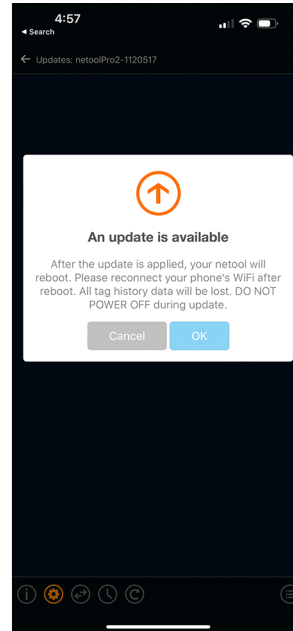 4:57
◄ Search
← Updates: netoolPro2-1120517
An update is available
After the update is applied, your netool will
reboot. Please reconnect your phone's WiFi after
reboot. All tag history data will be lost. DO NOT
POWER OFF during update.
Cancel OK